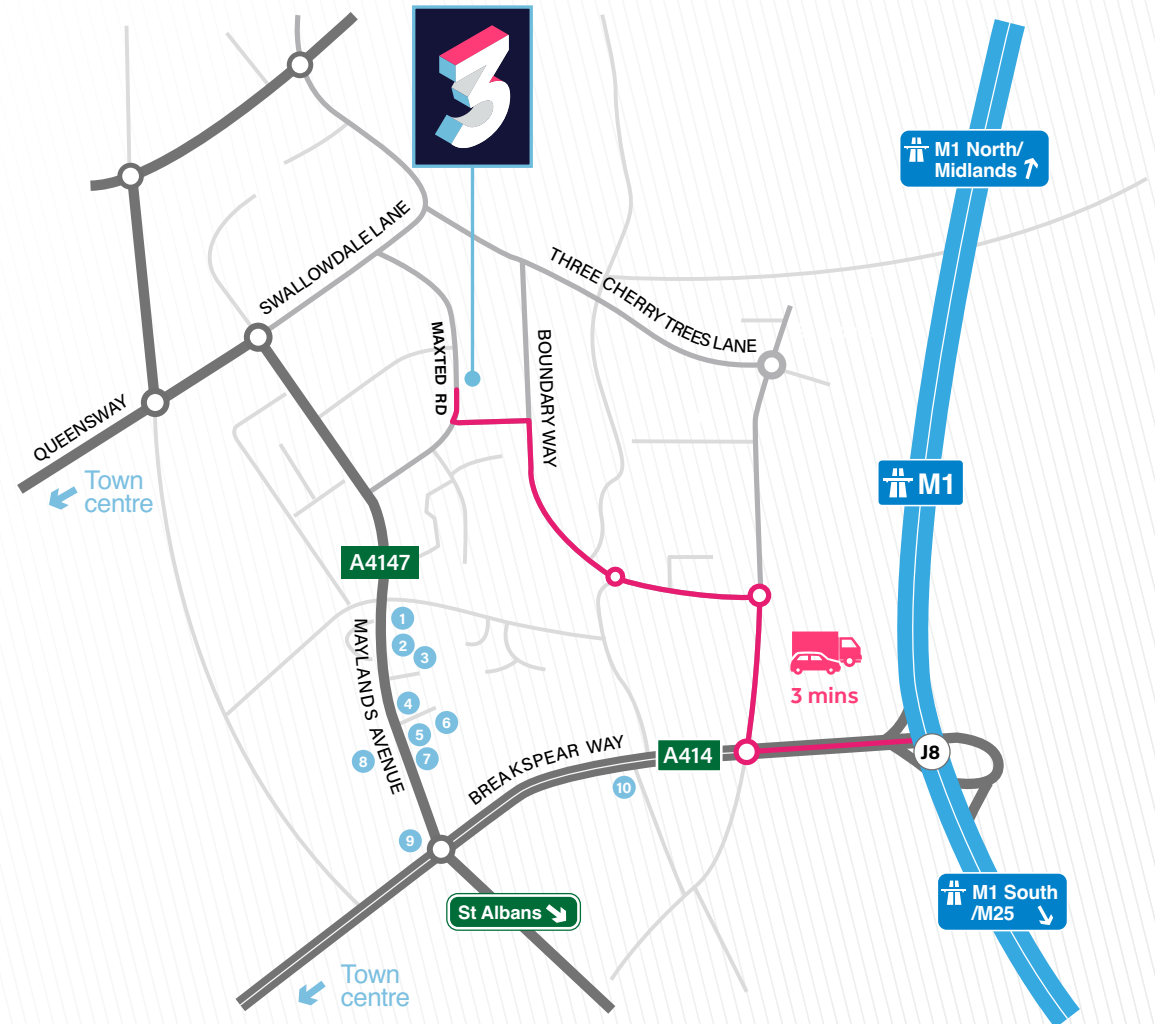 3
M1 North/
Midlands
SWALLOWDALE LANE
THREE CHERRY TREES LANE
MAXTED RD
BOUNDARY WAY
QUEENSWAY
Town
centre
M1
A4147
1
2
3
MAYLANDS AVENUE
3 mins
4
6
5
7
8
BREAKSPEAR WAY
A414
J8
10
9
St Albans
M1 South
/M25
Town
centre